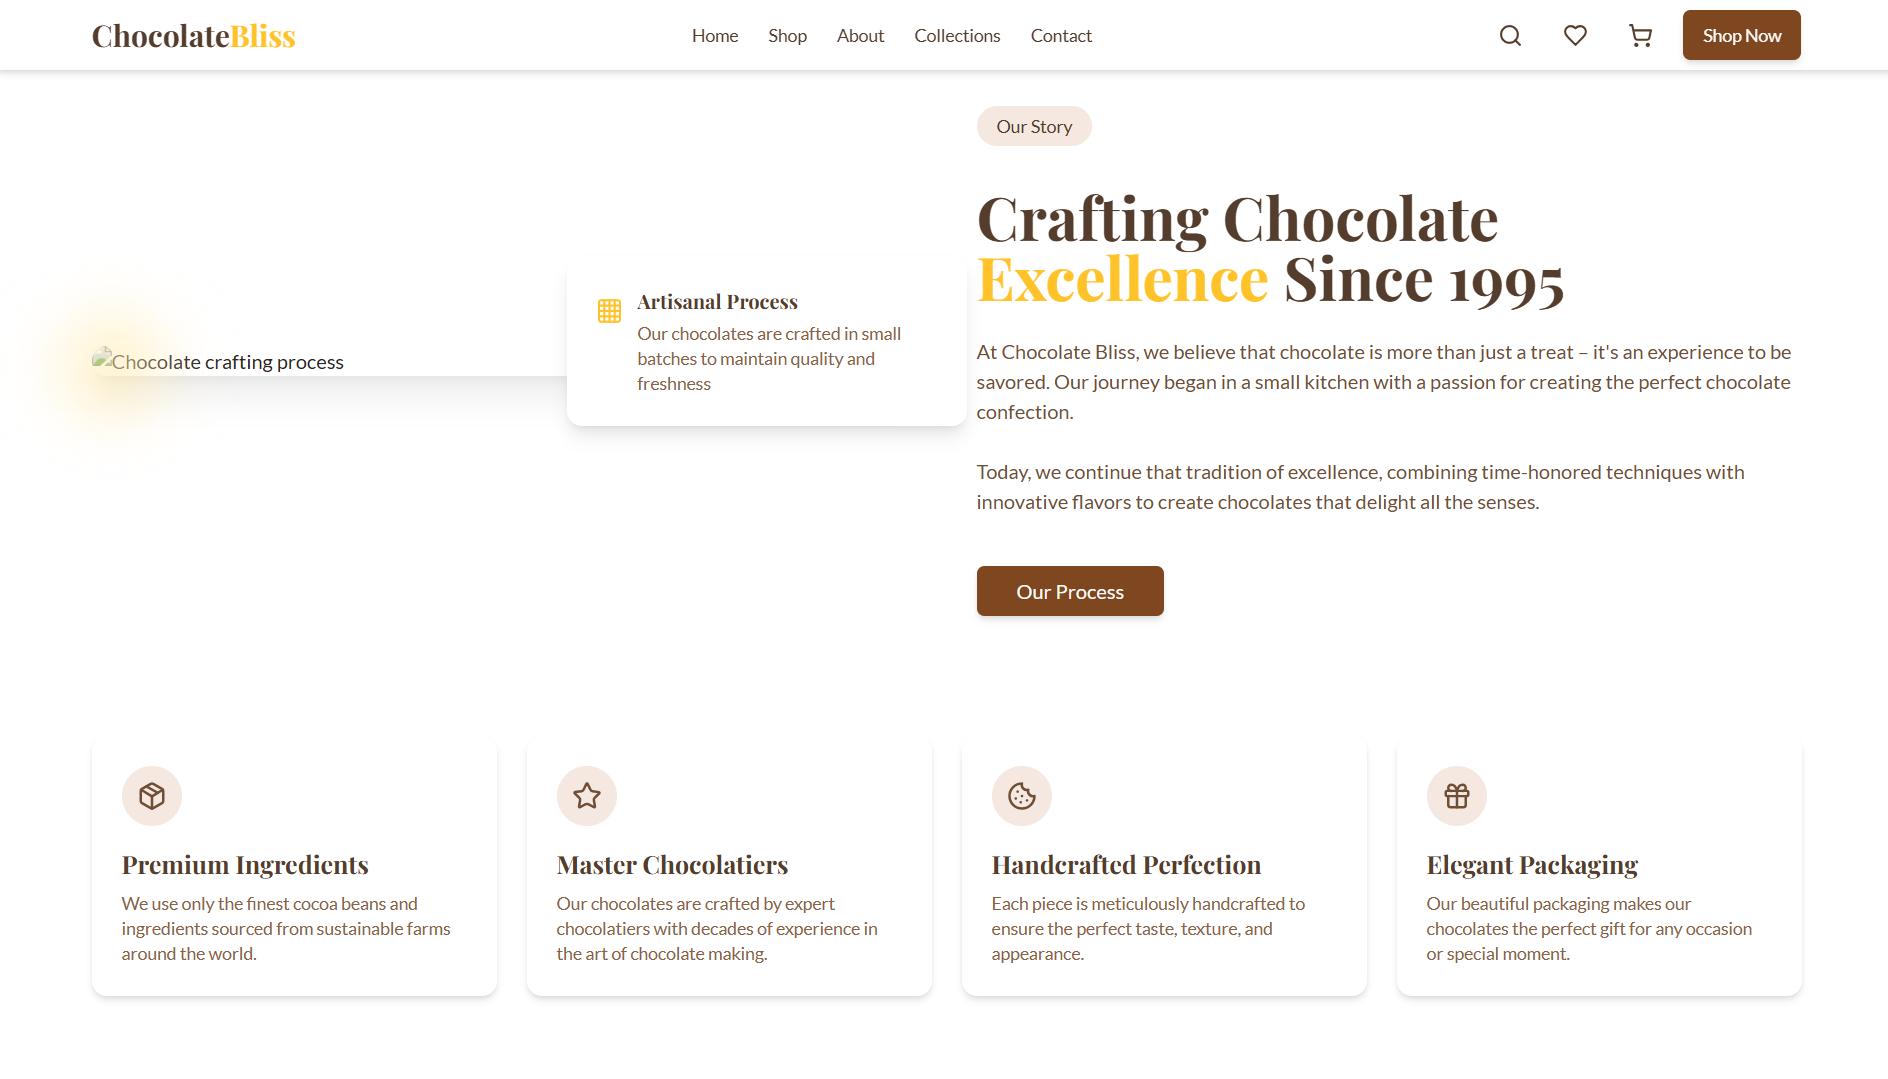 ChocolateBliss
Home
Shop
About
Collections
Contact
Shop Now
Chocolate crafting process
Artisanal Process
Our chocolates are crafted in small
batches to maintain quality and
freshness
Our Story
Crafting Chocolate
Excellence Since 1995
At Chocolate Bliss, we believe that chocolate is more than just a treat – it's an experience to be
savored. Our journey began in a small kitchen with a passion for creating the perfect chocolate
confection.
Today, we continue that tradition of excellence, combining time-honored techniques with
innovative flavors to create chocolates that delight all the senses.
Our Process
Premium Ingredients
We use only the finest cocoa beans and
ingredients sourced from sustainable farms
around the world.
Master Chocolatiers
Our chocolates are crafted by expert
chocolatiers with decades of experience in
the art of chocolate making.
Handcrafted Perfection
Each piece is meticulously handcrafted to
ensure the perfect taste, texture, and
appearance.
Elegant Packaging
Our beautiful packaging makes our
chocolates the perfect gift for any occasion
or special moment.